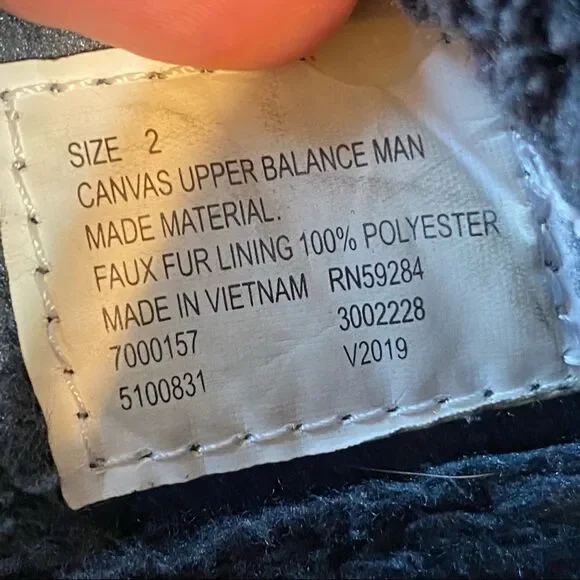 SIZE 2
CANVAS UPPER BALANCE MAN
MADE MATERIAL.
FAUX FUR LINING 100% POLYESTER
MADE IN VIETNAM RN59284
7000157 3002228
5100831 V2019